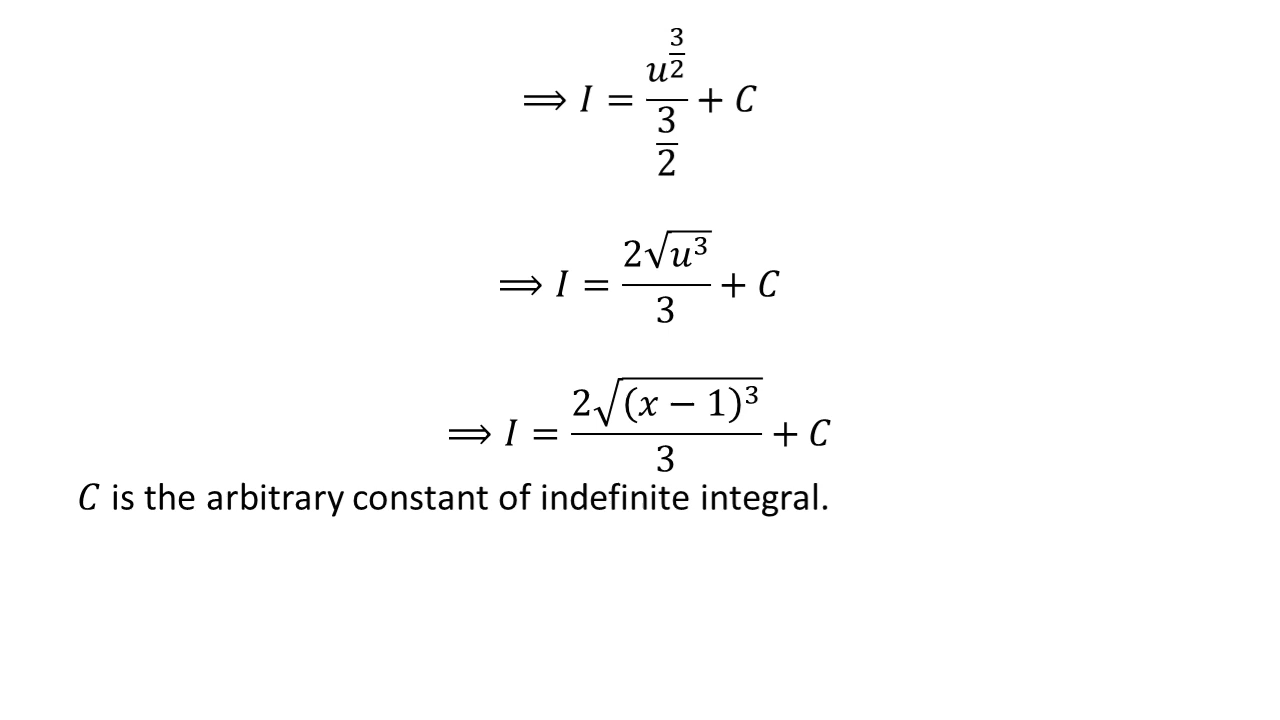 ⟹ 𝐼 = 𝑢^(3/2) / (3/2) + 𝐶
⟹ 𝐼 = 2√(𝑢³) / 3 + 𝐶
⟹ 𝐼 = 2√((𝑥 − 1)³) / 3 + 𝐶
𝐶 is the arbitrary constant of indefinite integral.